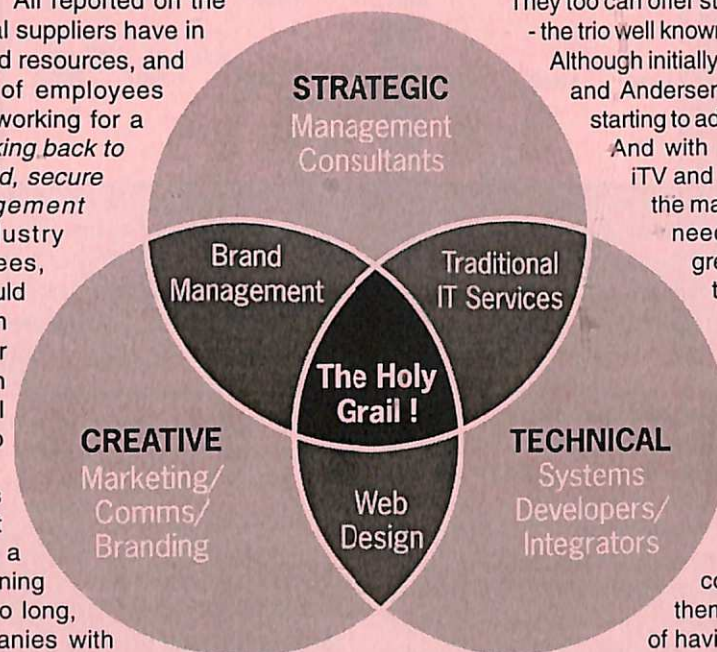 All reported on the
al suppliers have in
d resources, and
of employees
working for a
king back to
d, secure
gement
ustry
ees,
uld
long,
anies with
STRATEGIC
Management
Consultants
Brand
Management
Traditional
IT Services
The Holy
Grail !
CREATIVE
Marketing/
Comms/
Branding
TECHNICAL
Systems
Developers/
Integrators
Web
Design
They too can offer st
- the trio well known
Although initially
and Andersen
starting to ac
And with
iTV and
the ma
need
gre
co
then
of havi